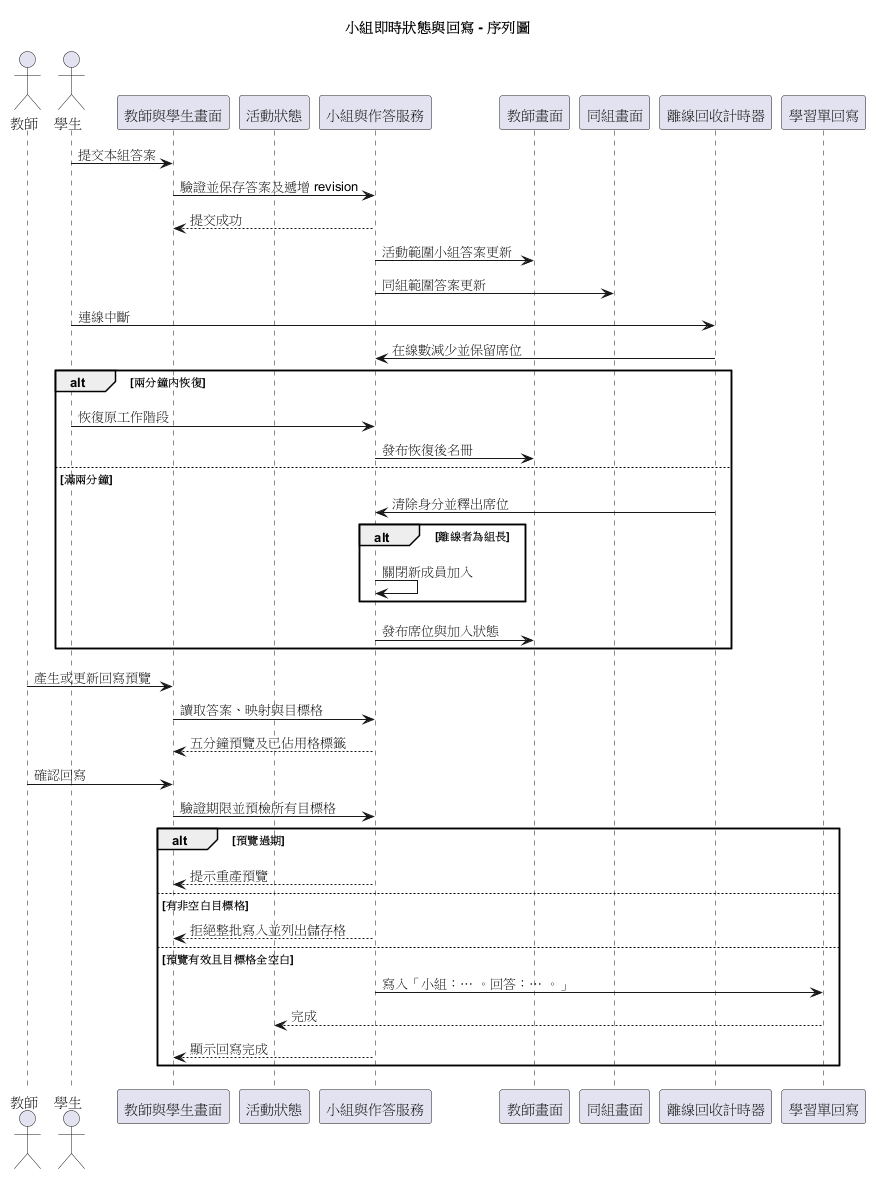 小組即時狀態與回寫 - 序列圖
教師
學生
教師與學生畫面
活動狀態
小組與作答服務
教師畫面
同組畫面
離線回收計時器
學習單回寫
提交本組答案
驗證並保存答案及遞增 revision
提交成功
活動範圍小組答案更新
同組範圍答案更新
連線中斷
在線數減少並保留席位
alt
[兩分鐘內恢復]
恢復原工作階段
發布恢復後名冊
[滿兩分鐘]
清除身分並釋出席位
alt
[離線者為組長]
關閉新成員加入
發布席位與加入狀態
產生或更新回寫預覽
讀取答案、映射與目標格
五分鐘預覽及已佔用格標籤
確認回寫
驗證期限並預檢所有目標格
alt
[預覽過期]
提示重產預覽
[有非空白目標格]
拒絕整批寫入並列出儲存格
[預覽有效且目標格全空白]
寫入「小組：… 。回答：… 。」
完成
顯示回寫完成
教師
學生
教師與學生畫面
活動狀態
小組與作答服務
教師畫面
同組畫面
離線回收計時器
學習單回寫